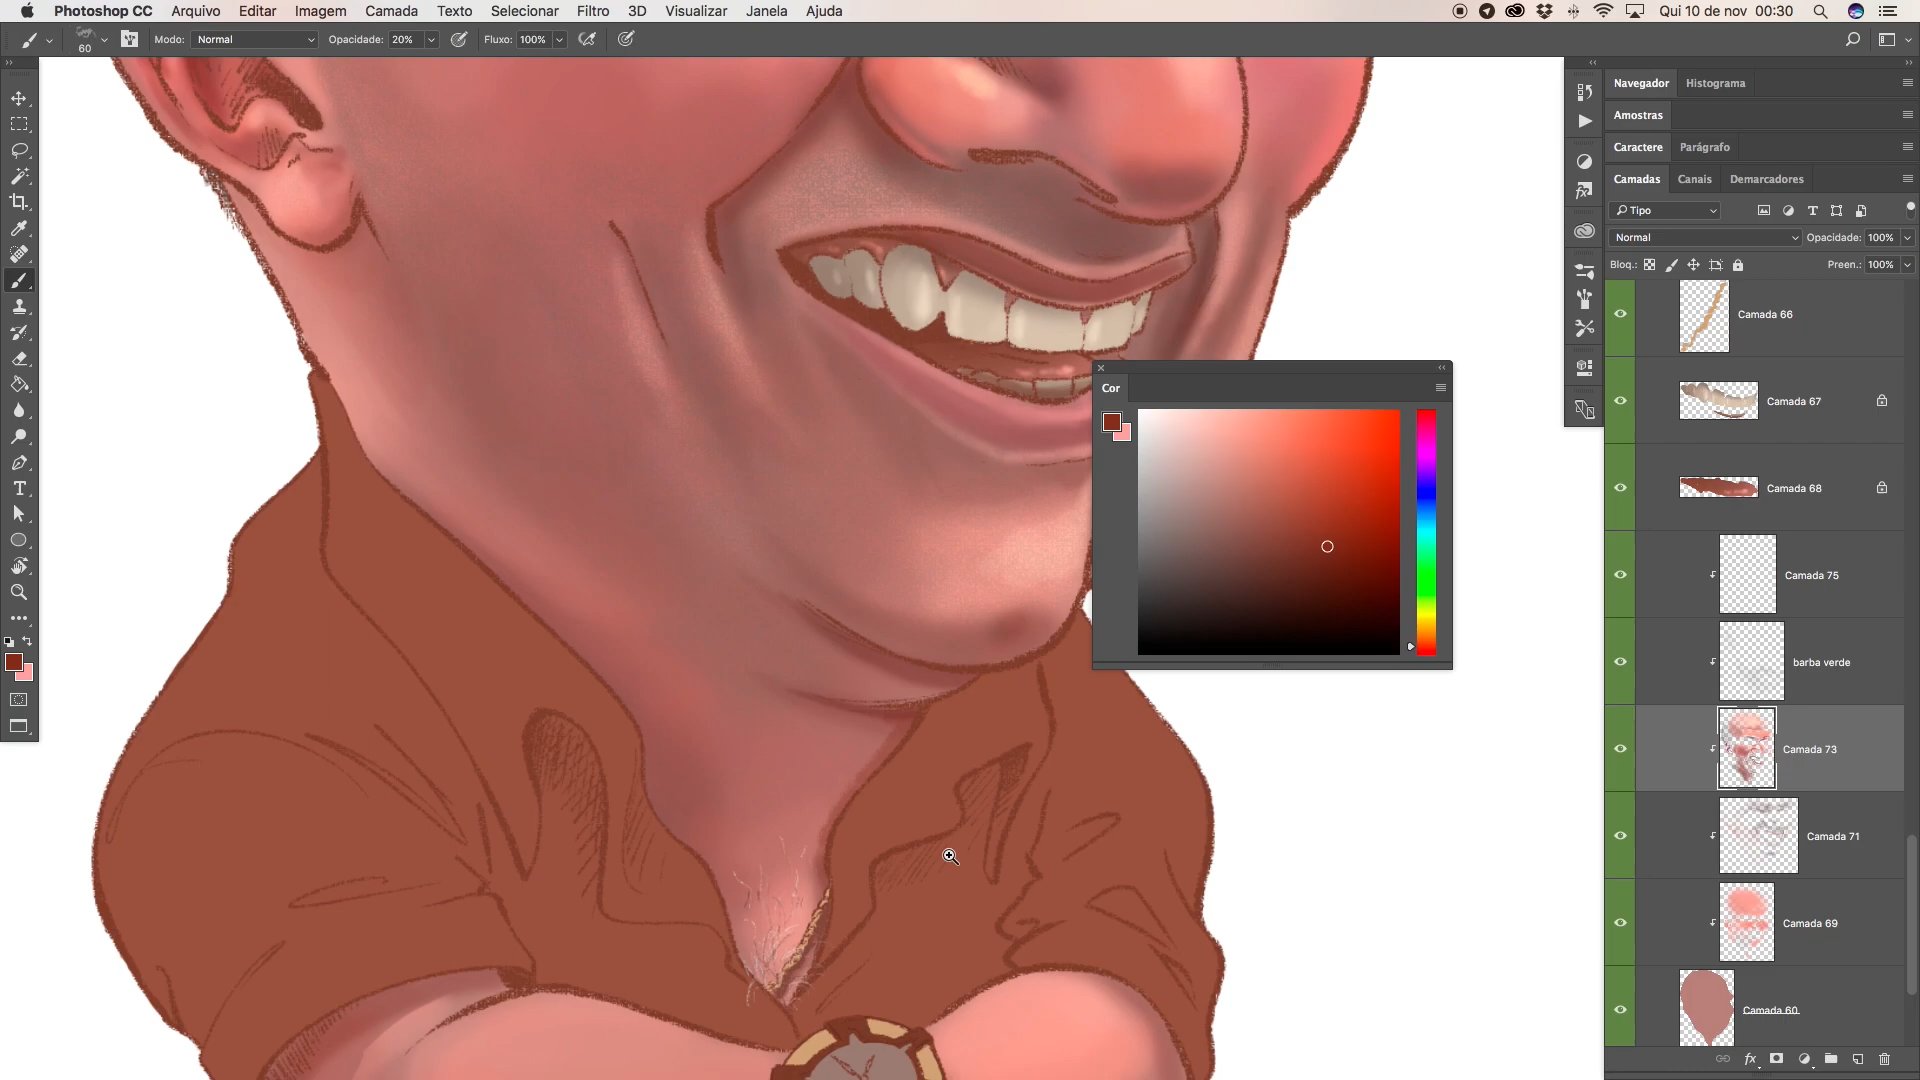 Photoshop CC Arquivo Editar Imagem Camada Texto Selecionar Filtro 3D Visualizar Janela Ajuda Qui 10 de nov 00:30
60 Modo: Normal Opacidade: 20% Fluxo: 100%
Navegador Histograma
Amostras
Caractere Parágrafo
Camadas Canais Demarcadores
Tipo
Normal Opacidade: 100%
Bloq.: Preen.: 100%
Camada 66
Cor
Camada 67
Camada 68
Camada 75
barba verde
Camada 73
Camada 71
Camada 69
Camada 60
fx